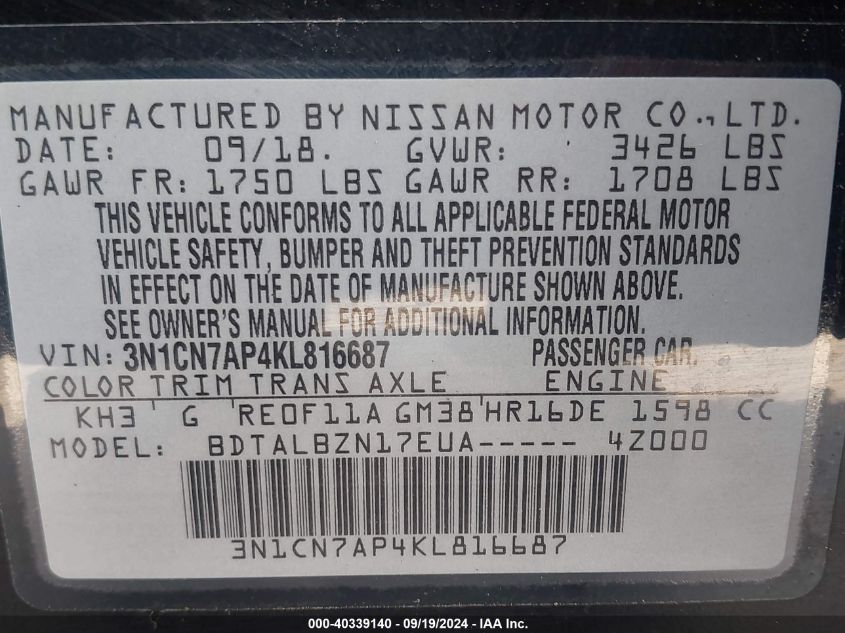 MANUFACTURED BY NISSAN MOTOR CO., LTD.
DATE: 09/18. GVWR: 3426 LBS
GAWR FR: 1750 LBS GAWR RR: 1708 LBS
THIS VEHICLE CONFORMS TO ALL APPLICABLE FEDERAL MOTOR
VEHICLE SAFETY, BUMPER AND THEFT PREVENTION STANDARDS
IN EFFECT ON THE DATE OF MANUFACTURE SHOWN ABOVE.
SEE OWNER'S MANUAL FOR ADDITIONAL INFORMATION.
VIN: 3N1CN7AP4KL816687 PASSENGER CAR.
COLOR TRIM TRANS AXLE ENGINE
KH3 G RE0F11A GM38 HR16DE 1598 CC
MODEL: BDTALBZN17EUA----- 4Z000
3N1CN7AP4KL816687
000-40339140 - 09/19/2024 - IAA Inc.